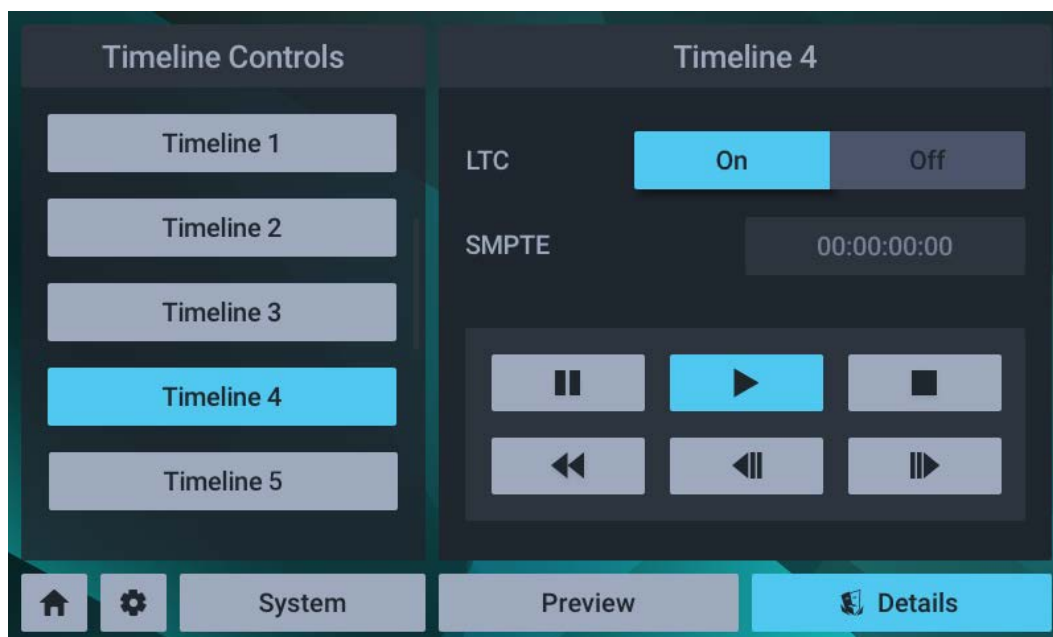 Timeline Controls
Timeline 1
Timeline 2
Timeline 3
Timeline 4
Timeline 5
Timeline 4
LTC
On
Off
SMPTE
00:00:00:00
System
Preview
Details